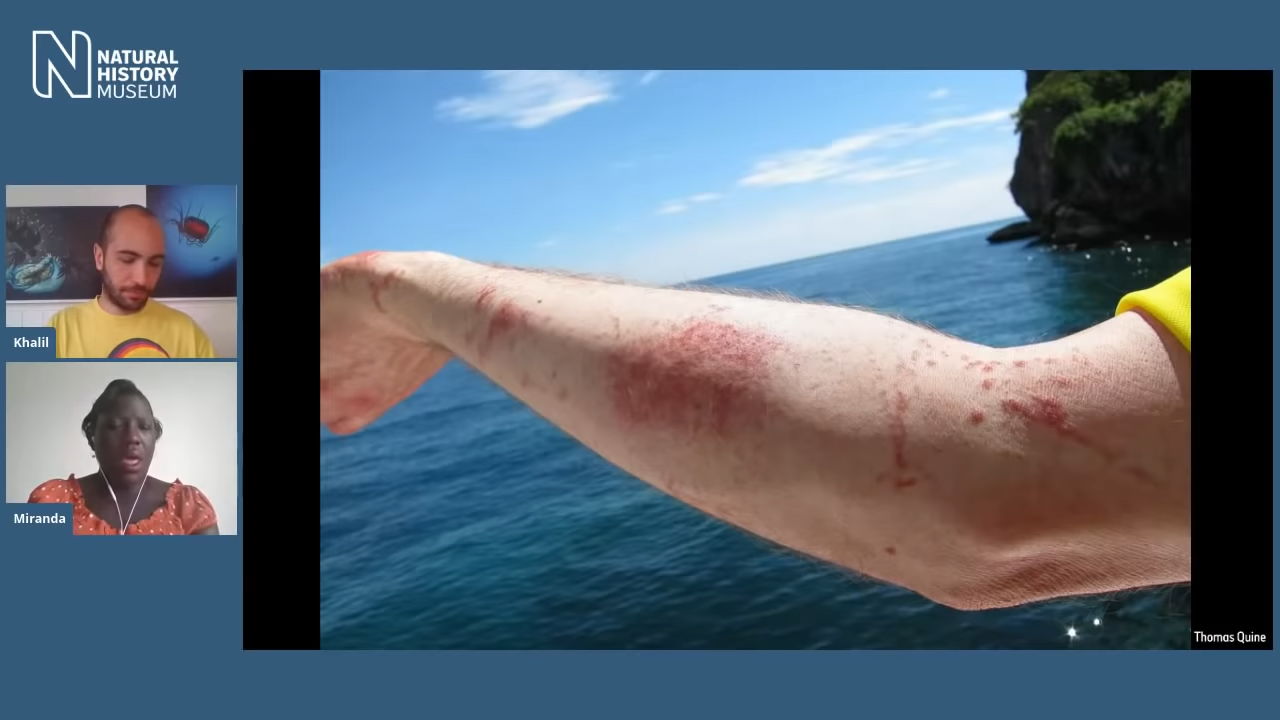 NATURAL
HISTORY
MUSEUM
Khalil
Miranda
Thomas Quine